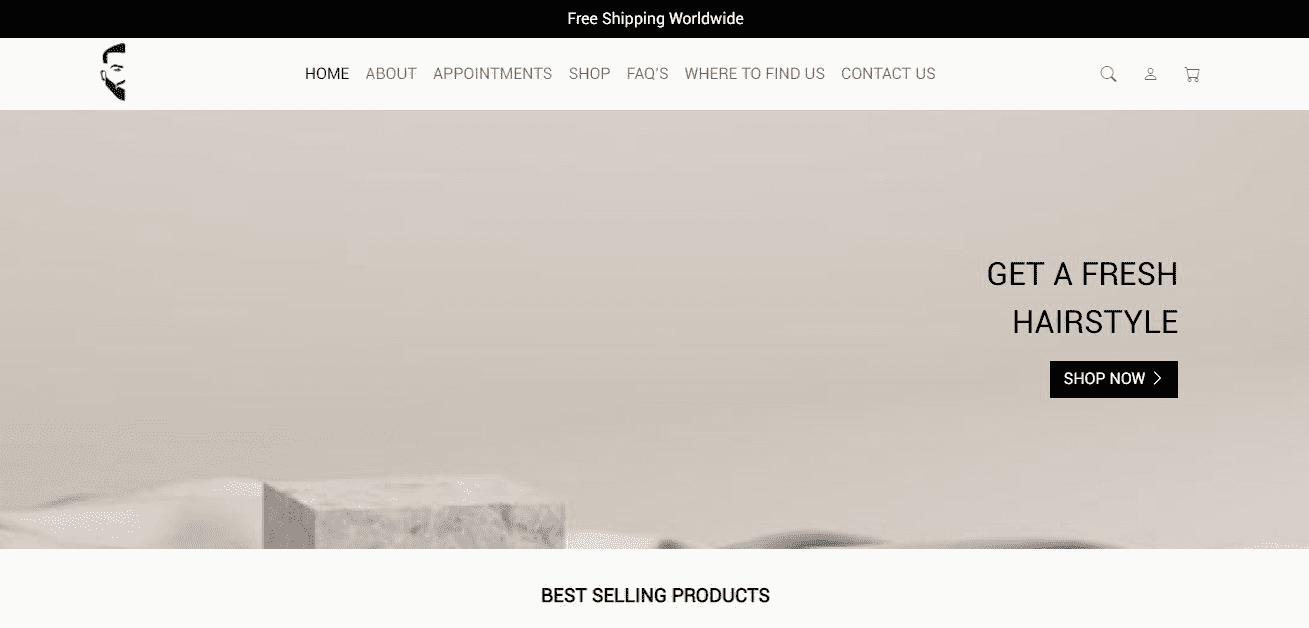 Free Shipping Worldwide
HOME ABOUT APPOINTMENTS SHOP FAQ'S WHERE TO FIND US CONTACT US
GET A FRESH
HAIRSTYLE
SHOP NOW
BEST SELLING PRODUCTS